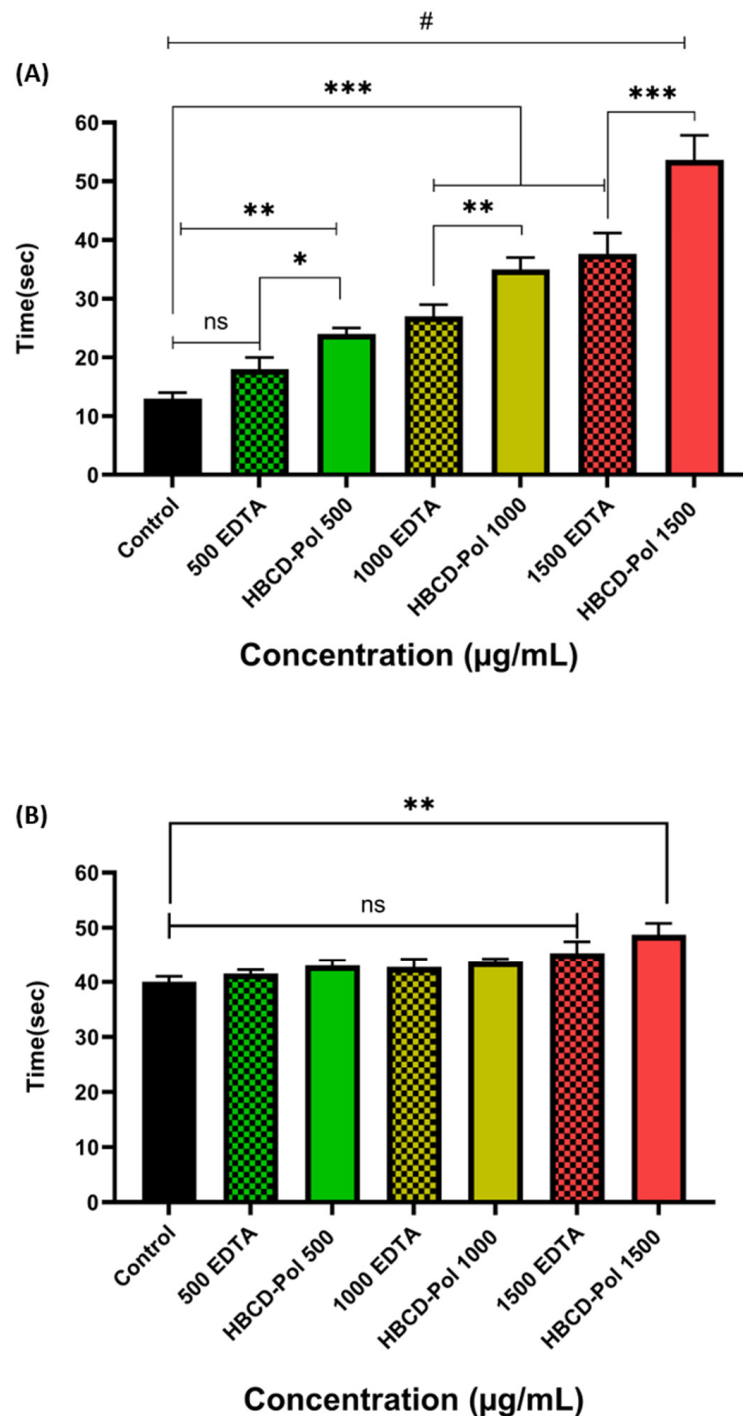 (A)
#
***
***
**
**
*
ns
Time(sec)
60
50
40
30
20
10
0
Control
500 EDTA
HBCD-Pol 500
1000 EDTA
HBCD-Pol 1000
1500 EDTA
HBCD-Pol 1500
Concentration (µg/mL)
(B)
**
ns
Time(sec)
60
50
40
30
20
10
0
Control
500 EDTA
HBCD-Pol 500
1000 EDTA
HBCD-Pol 1000
1500 EDTA
HBCD-Pol 1500
Concentration (µg/mL)